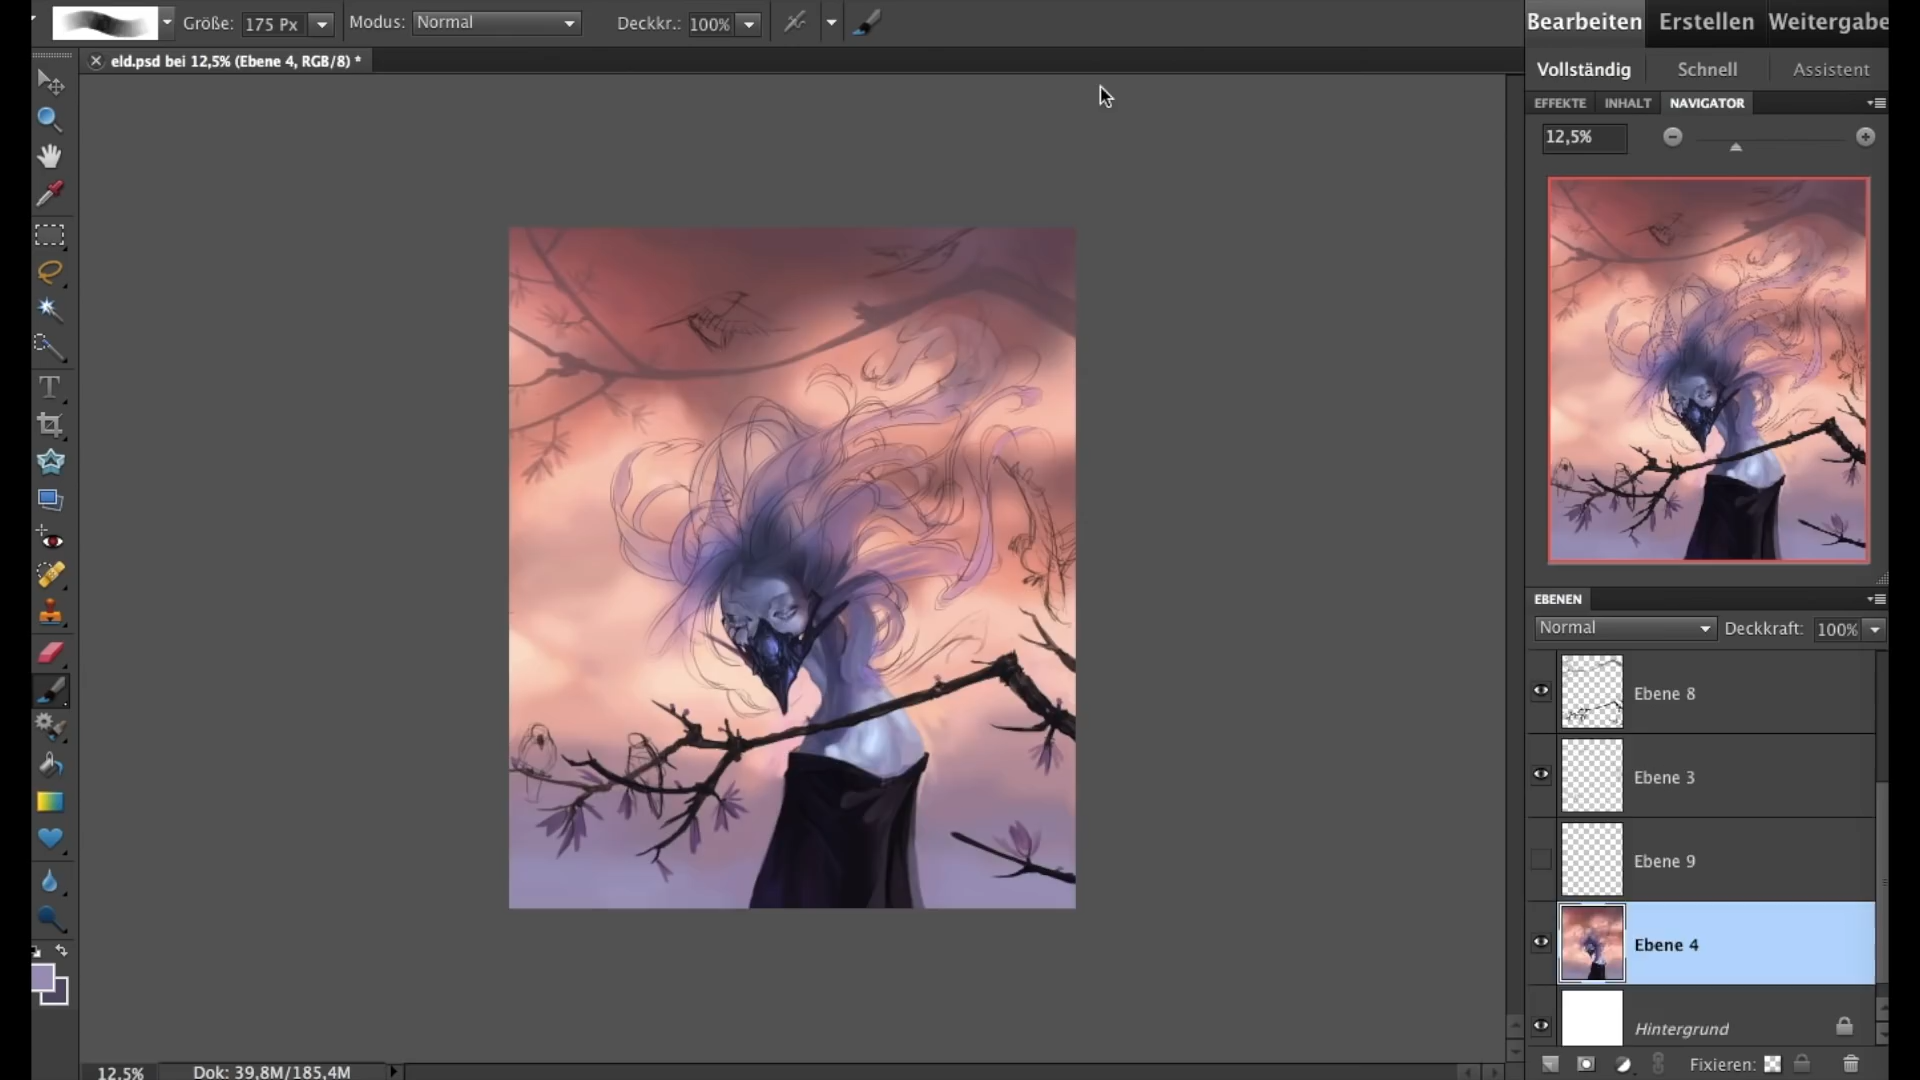 Größe: 175 Px Modus: Normal Deckkr.: 100%
Bearbeiten Erstellen Weitergabe
eld.psd bei 12,5% (Ebene 4, RGB/8) *
Vollständig Schnell Assistent
EFFEKTE INHALT NAVIGATOR
12,5%
EBENEN
Normal Deckkraft: 100%
Ebene 8
Ebene 3
Ebene 9
Ebene 4
Hintergrund
Fixieren:
12,5% Dok: 39,8M/185,4M